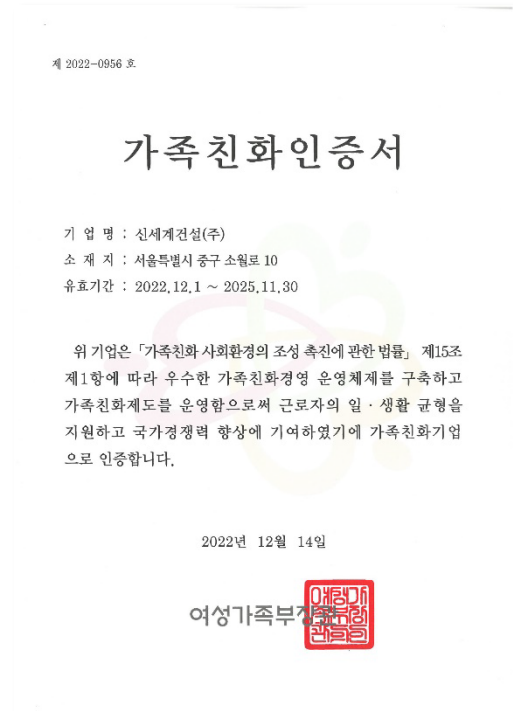 제 2022-0956 호
가족친화인증서
기 업 명 : 신세계건설(주)
소 재 지 : 서울특별시 중구 소월로 10
유효기간 : 2022.12.1 ~ 2025.11.30
위 기업은 「가족친화 사회환경의 조성 촉진에 관한 법률」 제15조
제1항에 따라 우수한 가족친화경영 운영체제를 구축하고
가족친화제도를 운영함으로써 근로자의 일 · 생활 균형을
지원하고 국가경쟁력 향상에 기여하였기에 가족친화기업
으로 인증합니다.
2022년 12월 14일
여성가족부장관